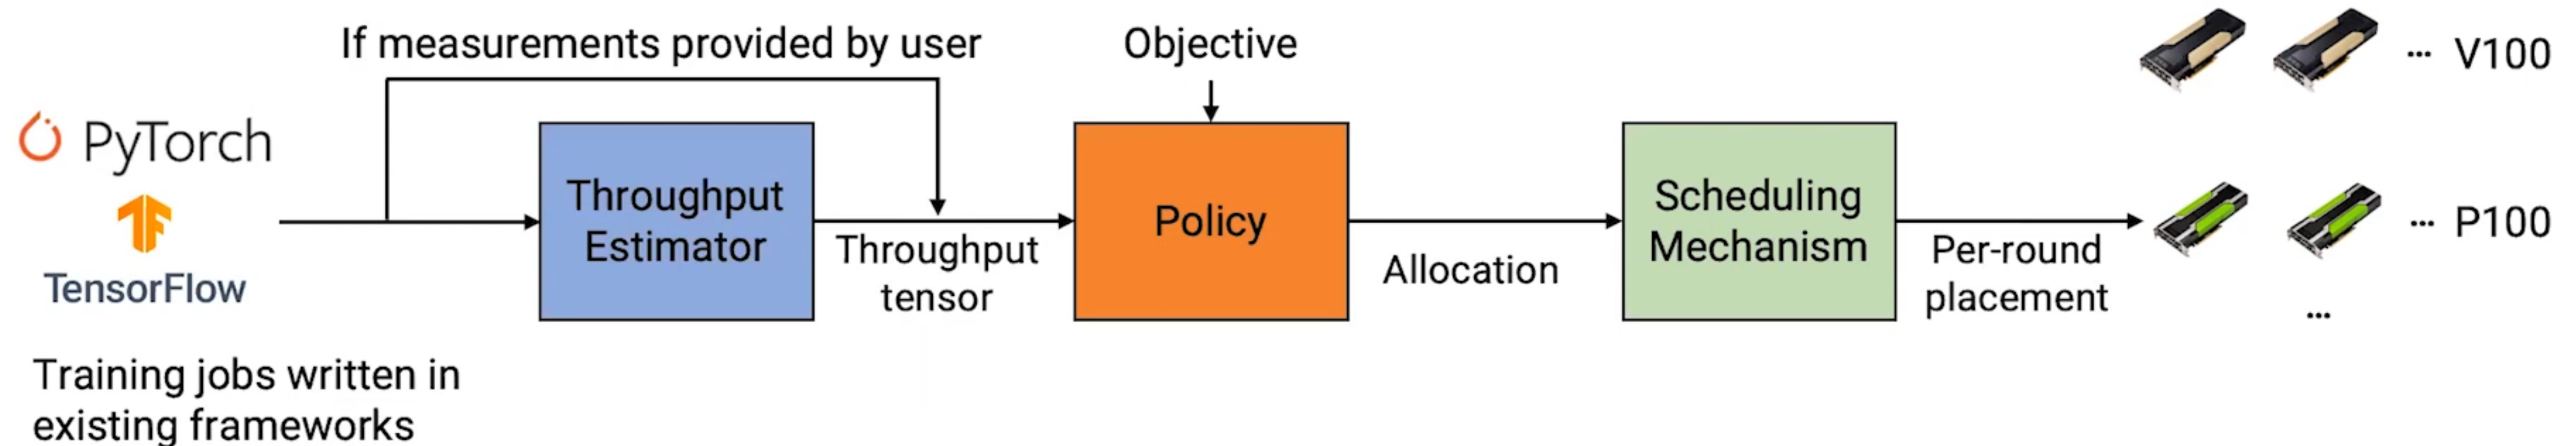 If measurements provided by user
Objective
... V100
PyTorch
TensorFlow
Throughput
Estimator
Throughput
tensor
Policy
Allocation
Scheduling
Mechanism
Per-round
placement
... P100
...
Training jobs written in
existing frameworks